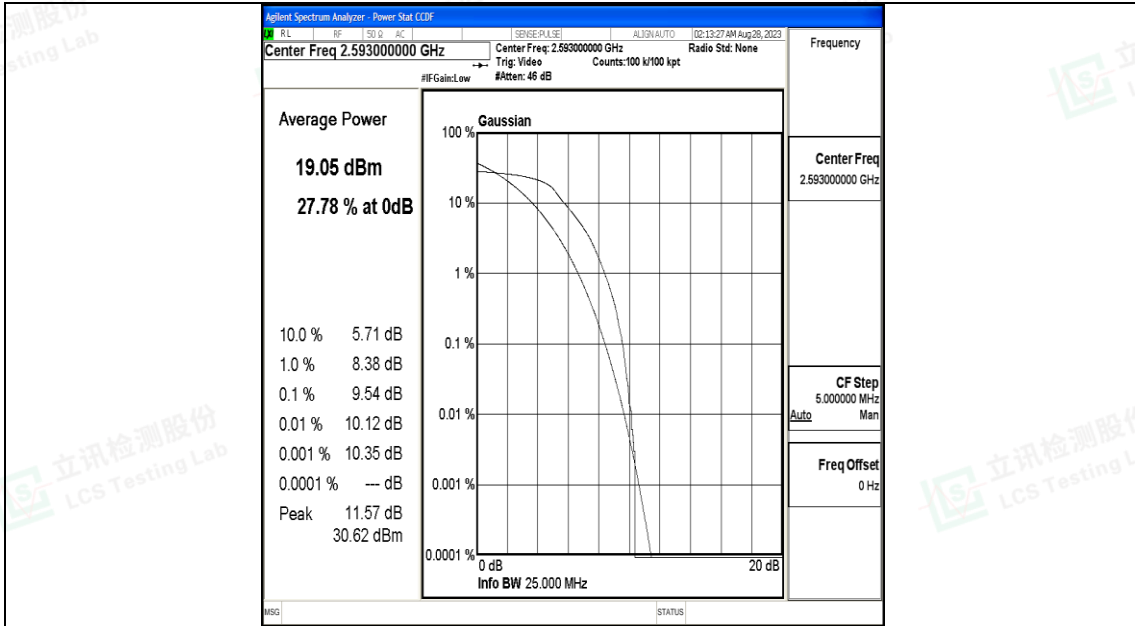 Agilent Spectrum Analyzer - Power Stat CCDF
RL RF 50 Ω AC SENSE:PULSE ALIGN AUTO 02:13:27 AM Aug 28, 2023
Center Freq 2.593000000 GHz
Center Freq: 2.593000000 GHz Radio Std: None
Trig: Video Counts:100 k/100 kpt
#IFGain:Low #Atten: 46 dB
Frequency
Average Power
19.05 dBm
27.78 % at 0dB
10.0 % 5.71 dB
1.0 % 8.38 dB
0.1 % 9.54 dB
0.01 % 10.12 dB
0.001 % 10.35 dB
0.0001 % --- dB
Peak 11.57 dB
30.62 dBm
Gaussian
100 %
10 %
1 %
0.1 %
0.01 %
0.001 %
0.0001 %
0 dB 20 dB
Info BW 25.000 MHz
Center Freq
2.593000000 GHz
CF Step
5.000000 MHz
Auto Man
Freq Offset
0 Hz
MSG STATUS
立讯检测股份
LCS Testing Lab
立讯检测股份
LCS Testing L